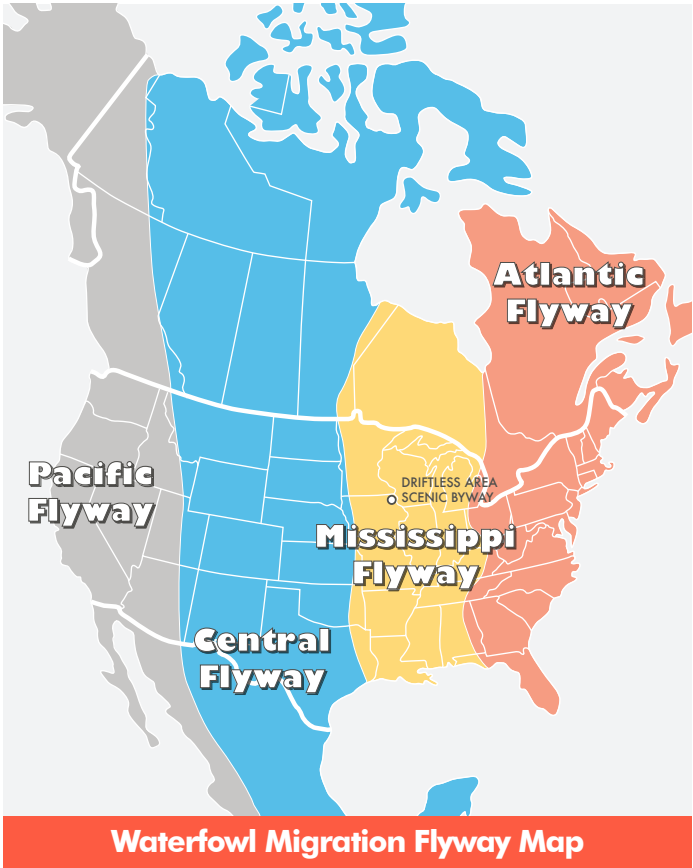 Atlantic
Flyway
Pacific
Flyway
DRIFTLESS AREA
SCENIC BYWAY
Mississippi
Flyway
Central
Flyway
Waterfowl Migration Flyway Map